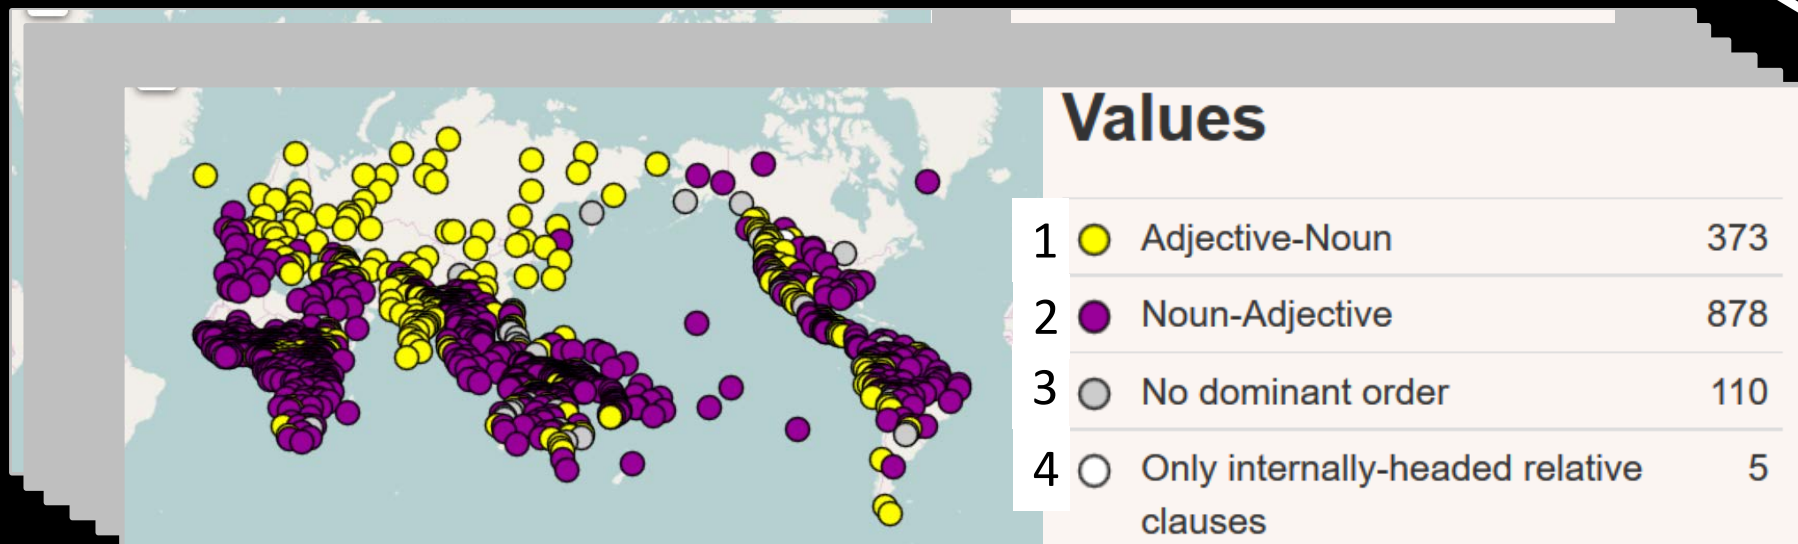 Values
1 Adjective-Noun 373
2 Noun-Adjective 878
3 No dominant order 110
4 Only internally-headed relative 5
clauses